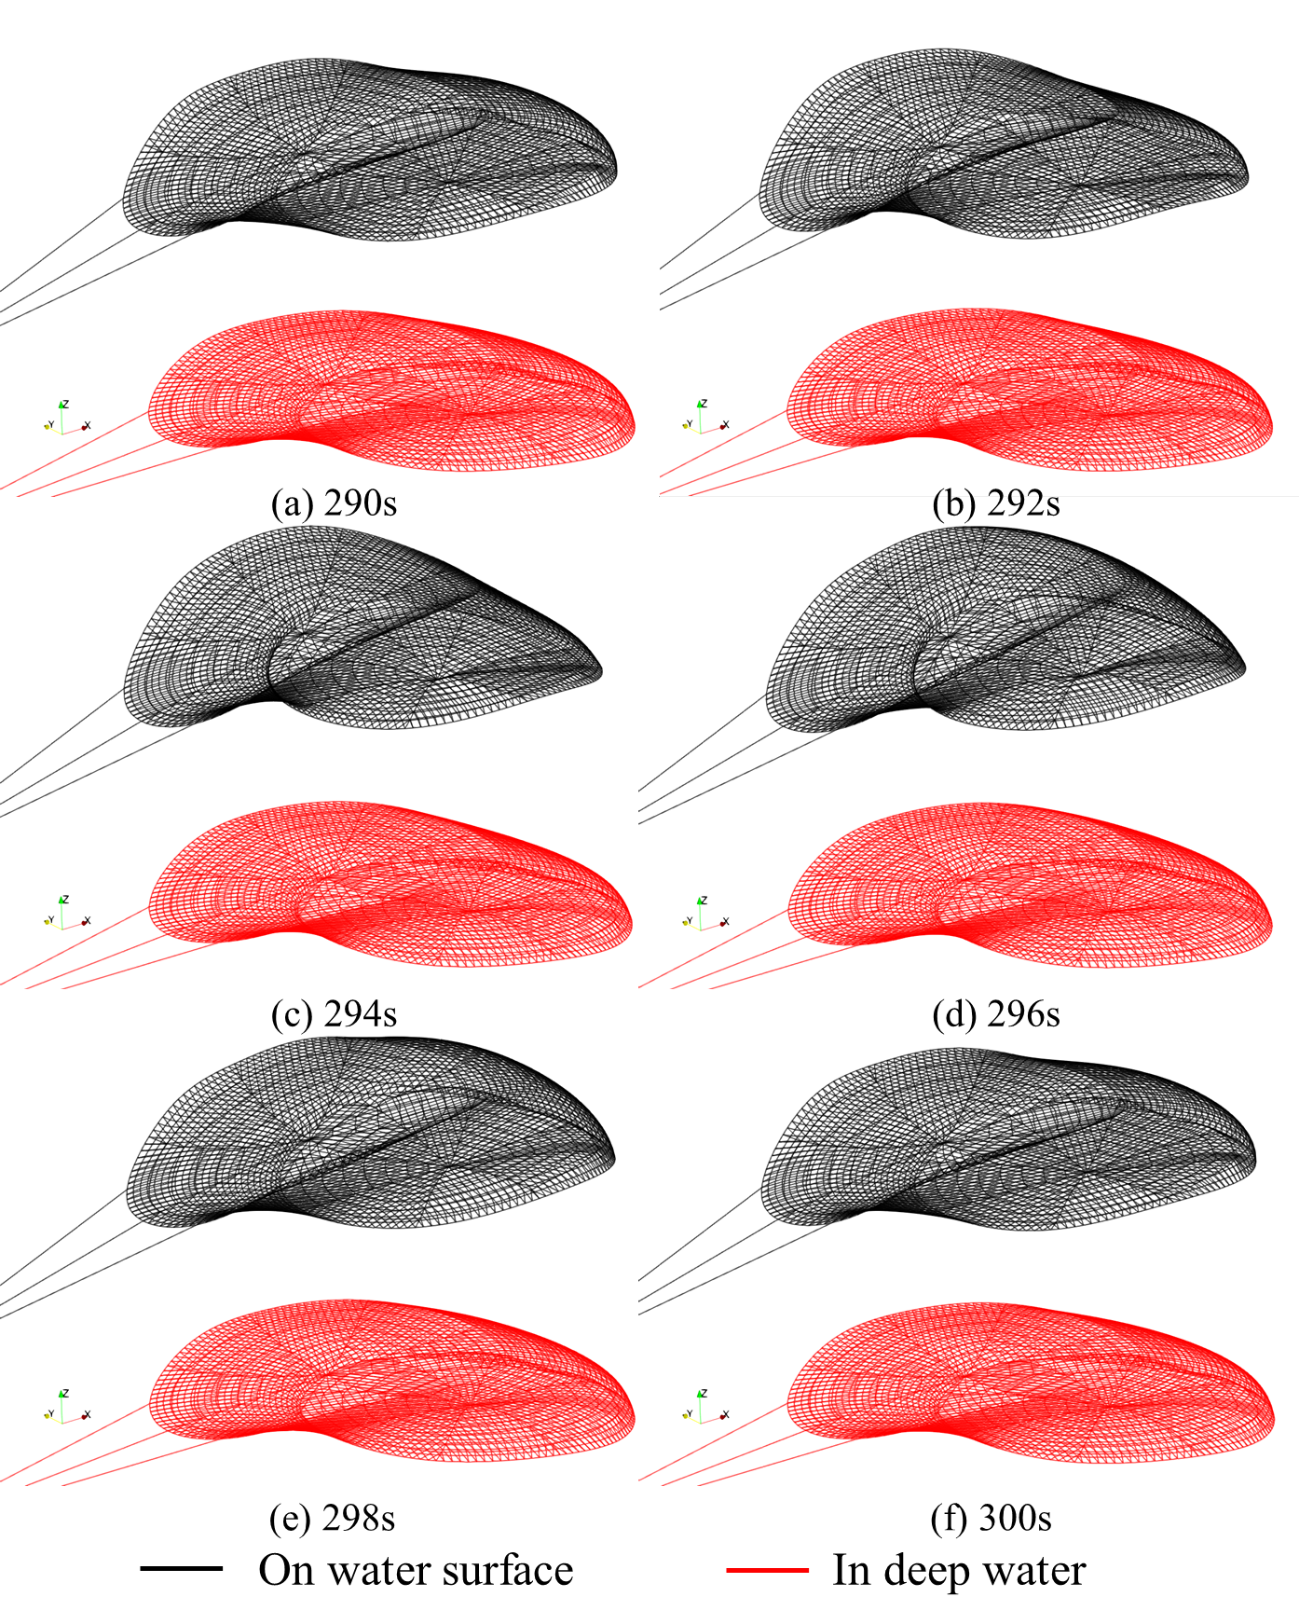 Z
Y
X
Z
Y
X
(a) 290s
(b) 292s
Z
Y
X
Z
Y
X
(c) 294s
(d) 296s
Z
Y
X
Z
Y
X
(e) 298s
(f) 300s
On water surface
In deep water